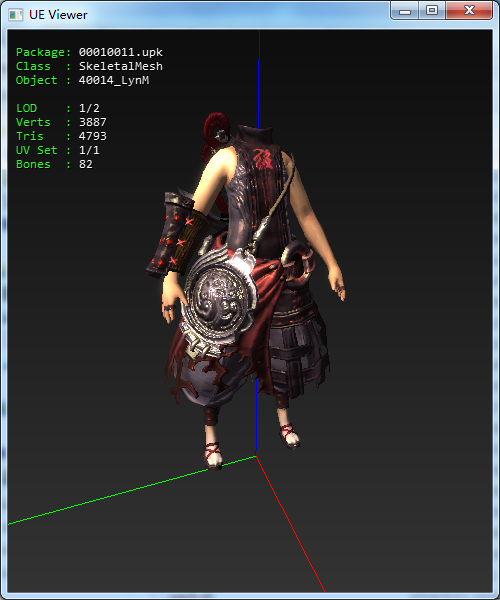 UE Viewer
Package: 00010011.upk
Class : SkeletalMesh
Object : 40014_LynM
LOD : 1/2
Verts : 3887
Tris : 4793
UV Set : 1/1
Bones : 82